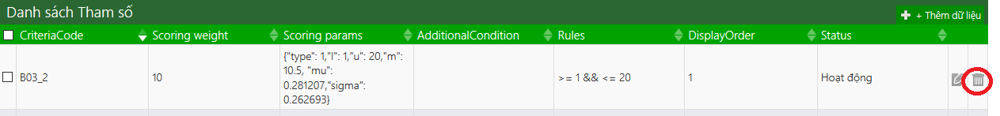 Danh sách Tham số
+ Thêm dữ liệu
CriteriaCode Scoring weight Scoring params AdditionalCondition Rules DisplayOrder Status
B03_2 10 {"type": 1,"l": 1,"u": 20,"m": >= 1 && <= 20 1 Hoạt động
10.5, "mu":
0.281207,"sigma":
0.262693}